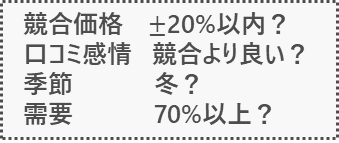 競合価格　±20%以内？
口コミ感情　競合より良い？
季節　冬？
需要　70%以上？